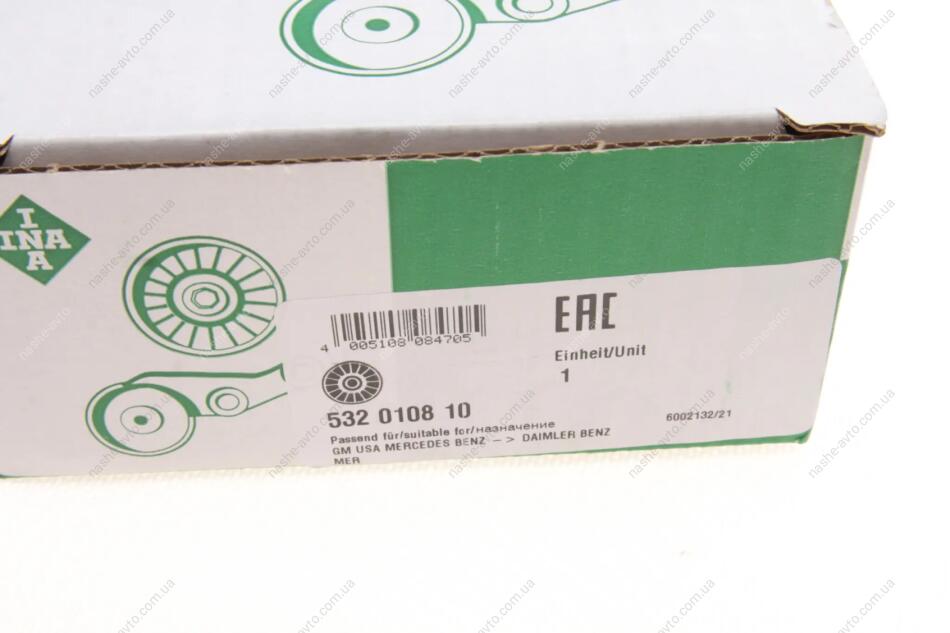 INA
INA
EAC
4 005108 084705
Einheit/Unit
1
532 0108 10
6002132/21
Passend für/suitable for/назначение
GM USA MERCEDES BENZ --> DAIMLER BENZ
MER
nashe-avto.com.ua